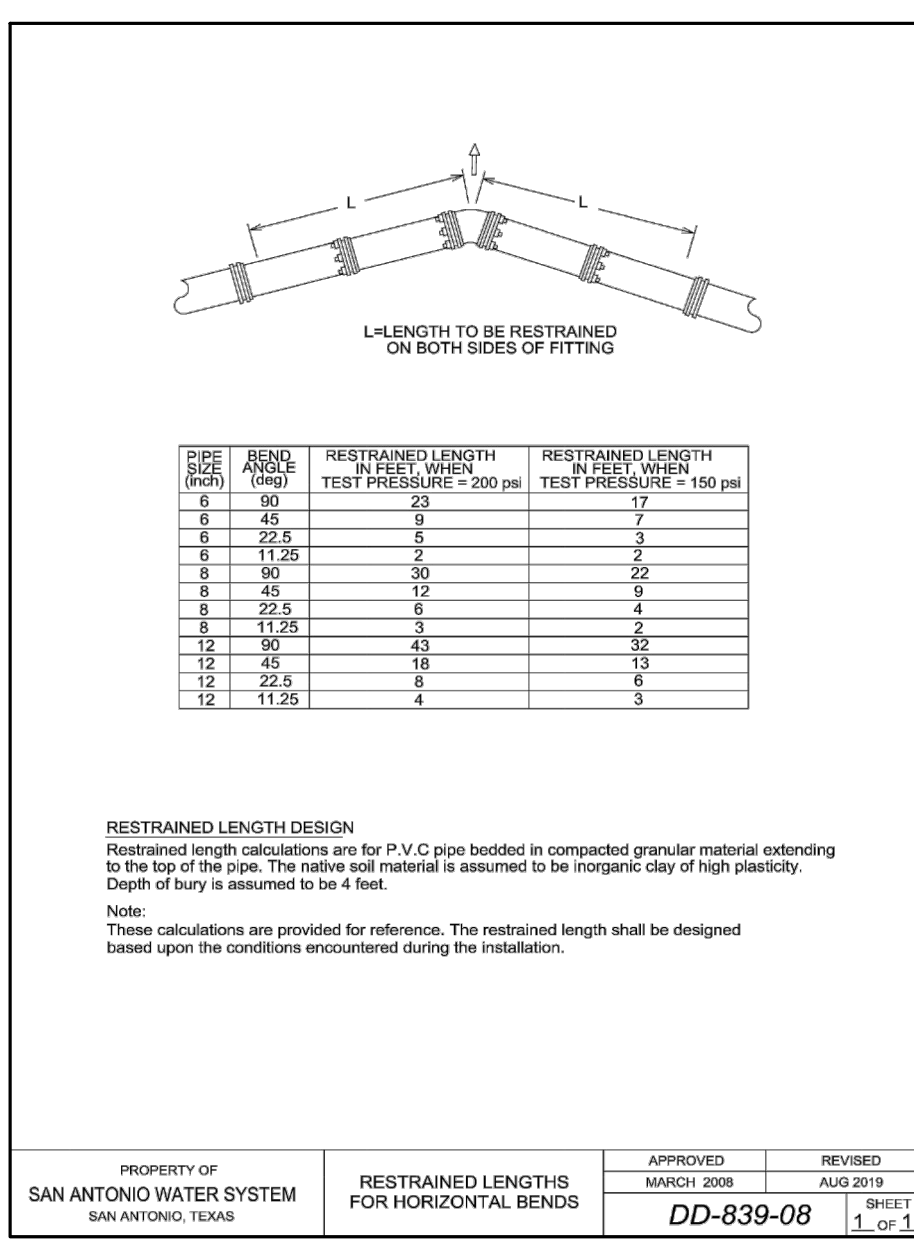 L
L
L=LENGTH TO BE RESTRAINED
ON BOTH SIDES OF FITTING
PIPE SIZE (inch) BEND ANGLE (deg) RESTRAINED LENGTH IN FEET, WHEN TEST PRESSURE = 200 psi RESTRAINED LENGTH IN FEET, WHEN TEST PRESSURE = 150 psi
6 90 23 17
6 45 9 7
6 22.5 5 3
6 11.25 2 2
8 90 30 22
8 45 12 9
8 22.5 6 4
8 11.25 3 2
12 90 43 32
12 45 18 13
12 22.5 8 6
12 11.25 4 3
RESTRAINED LENGTH DESIGN
Restrained length calculations are for P.V.C pipe bedded in compacted granular material extending
to the top of the pipe. The native soil material is assumed to be inorganic clay of high plasticity.
Depth of bury is assumed to be 4 feet.
Note:
These calculations are provided for reference. The restrained length shall be designed
based upon the conditions encountered during the installation.
PROPERTY OF
SAN ANTONIO WATER SYSTEM
SAN ANTONIO, TEXAS
RESTRAINED LENGTHS
FOR HORIZONTAL BENDS
APPROVED REVISED
MARCH 2008 AUG 2019
DD-839-08
SHEET
1 OF 1